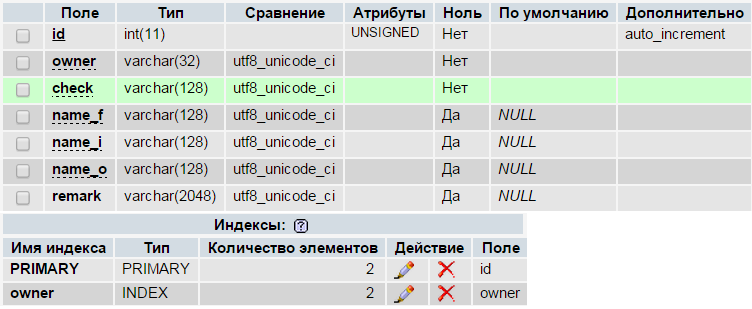 Поле Тип Сравнение Атрибуты Ноль По умолчанию Дополнительно
id int(11) UNSIGNED Нет auto_increment
owner varchar(32) utf8_unicode_ci Нет
check varchar(128) utf8_unicode_ci Нет
name_f varchar(128) utf8_unicode_ci Да NULL
name_i varchar(128) utf8_unicode_ci Да NULL
name_o varchar(128) utf8_unicode_ci Да NULL
remark varchar(2048) utf8_unicode_ci Да NULL
Индексы: ?
Имя индекса Тип Количество элементов Действие Поле
PRIMARY PRIMARY 2 id
owner INDEX 2 owner